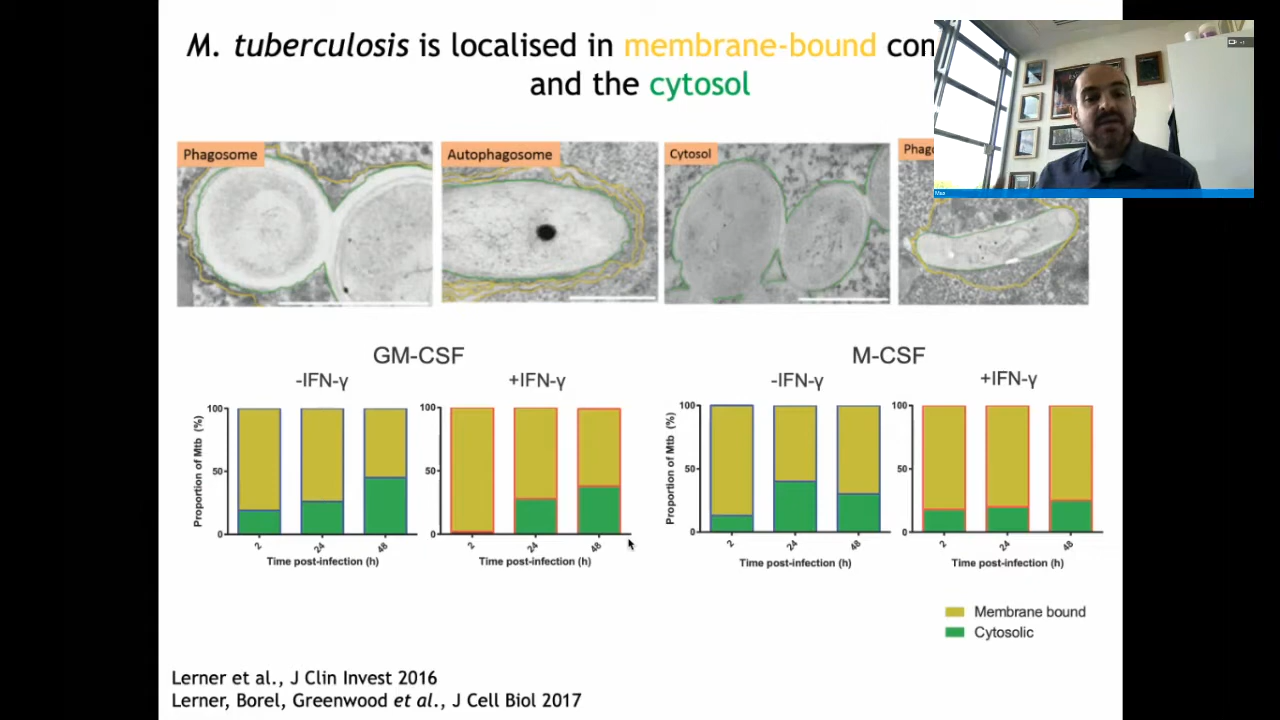 M. tuberculosis is localised in membrane-bound con
and the cytosol
Phagosome
Autophagosome
Cytosol
Phago
GM-CSF
M-CSF
-IFN-γ
+IFN-γ
-IFN-γ
+IFN-γ
Proportion of Mtb (%)
100
50
0
2
24
48
Time post-infection (h)
100
50
0
2
24
48
Time post-infection (h)
Proportion of Mtb (%)
100
50
0
2
24
48
Time post-infection (h)
100
50
0
2
24
48
Time post-infection (h)
Membrane bound
Cytosolic
Lerner et al., J Clin Invest 2016
Lerner, Borel, Greenwood et al., J Cell Biol 2017